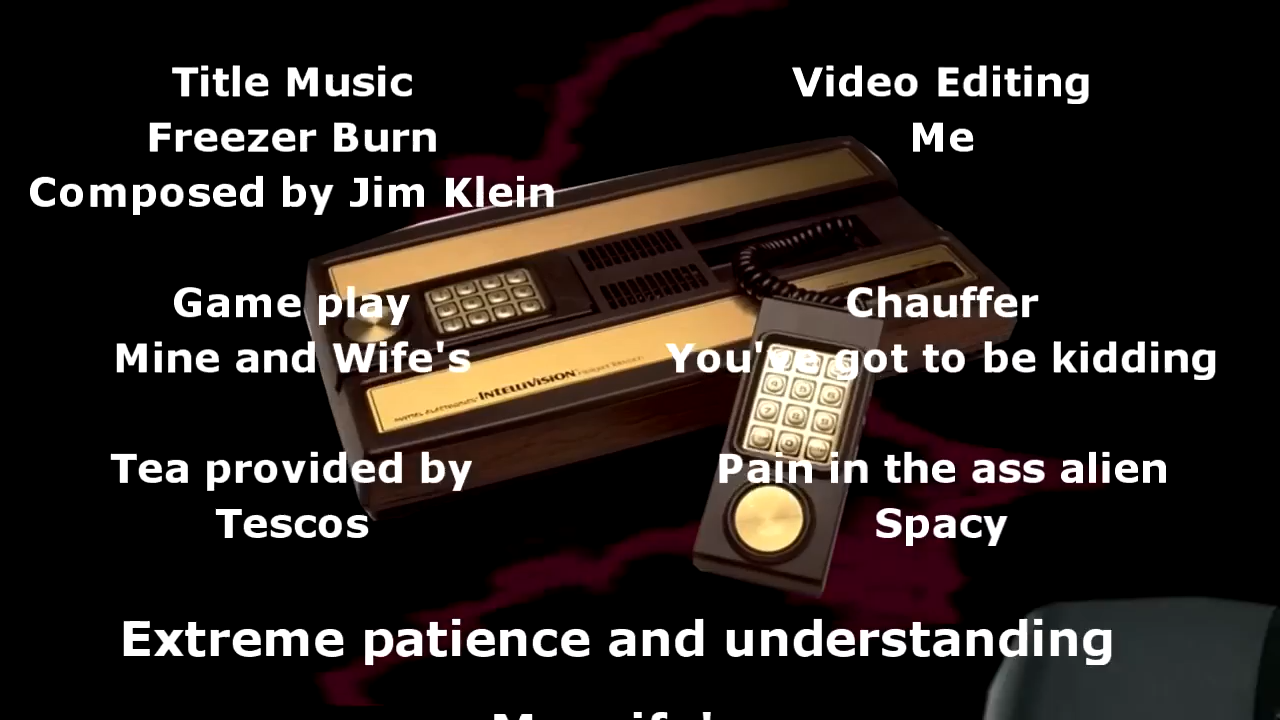 Title Music
Freezer Burn
Composed by Jim Klein
Video Editing
Me
Game play
Mine and Wife's
Chauffer
You've got to be kidding
Tea provided by
Tescos
Pain in the ass alien
Spacy
Extreme patience and understanding
INTELLIVISION